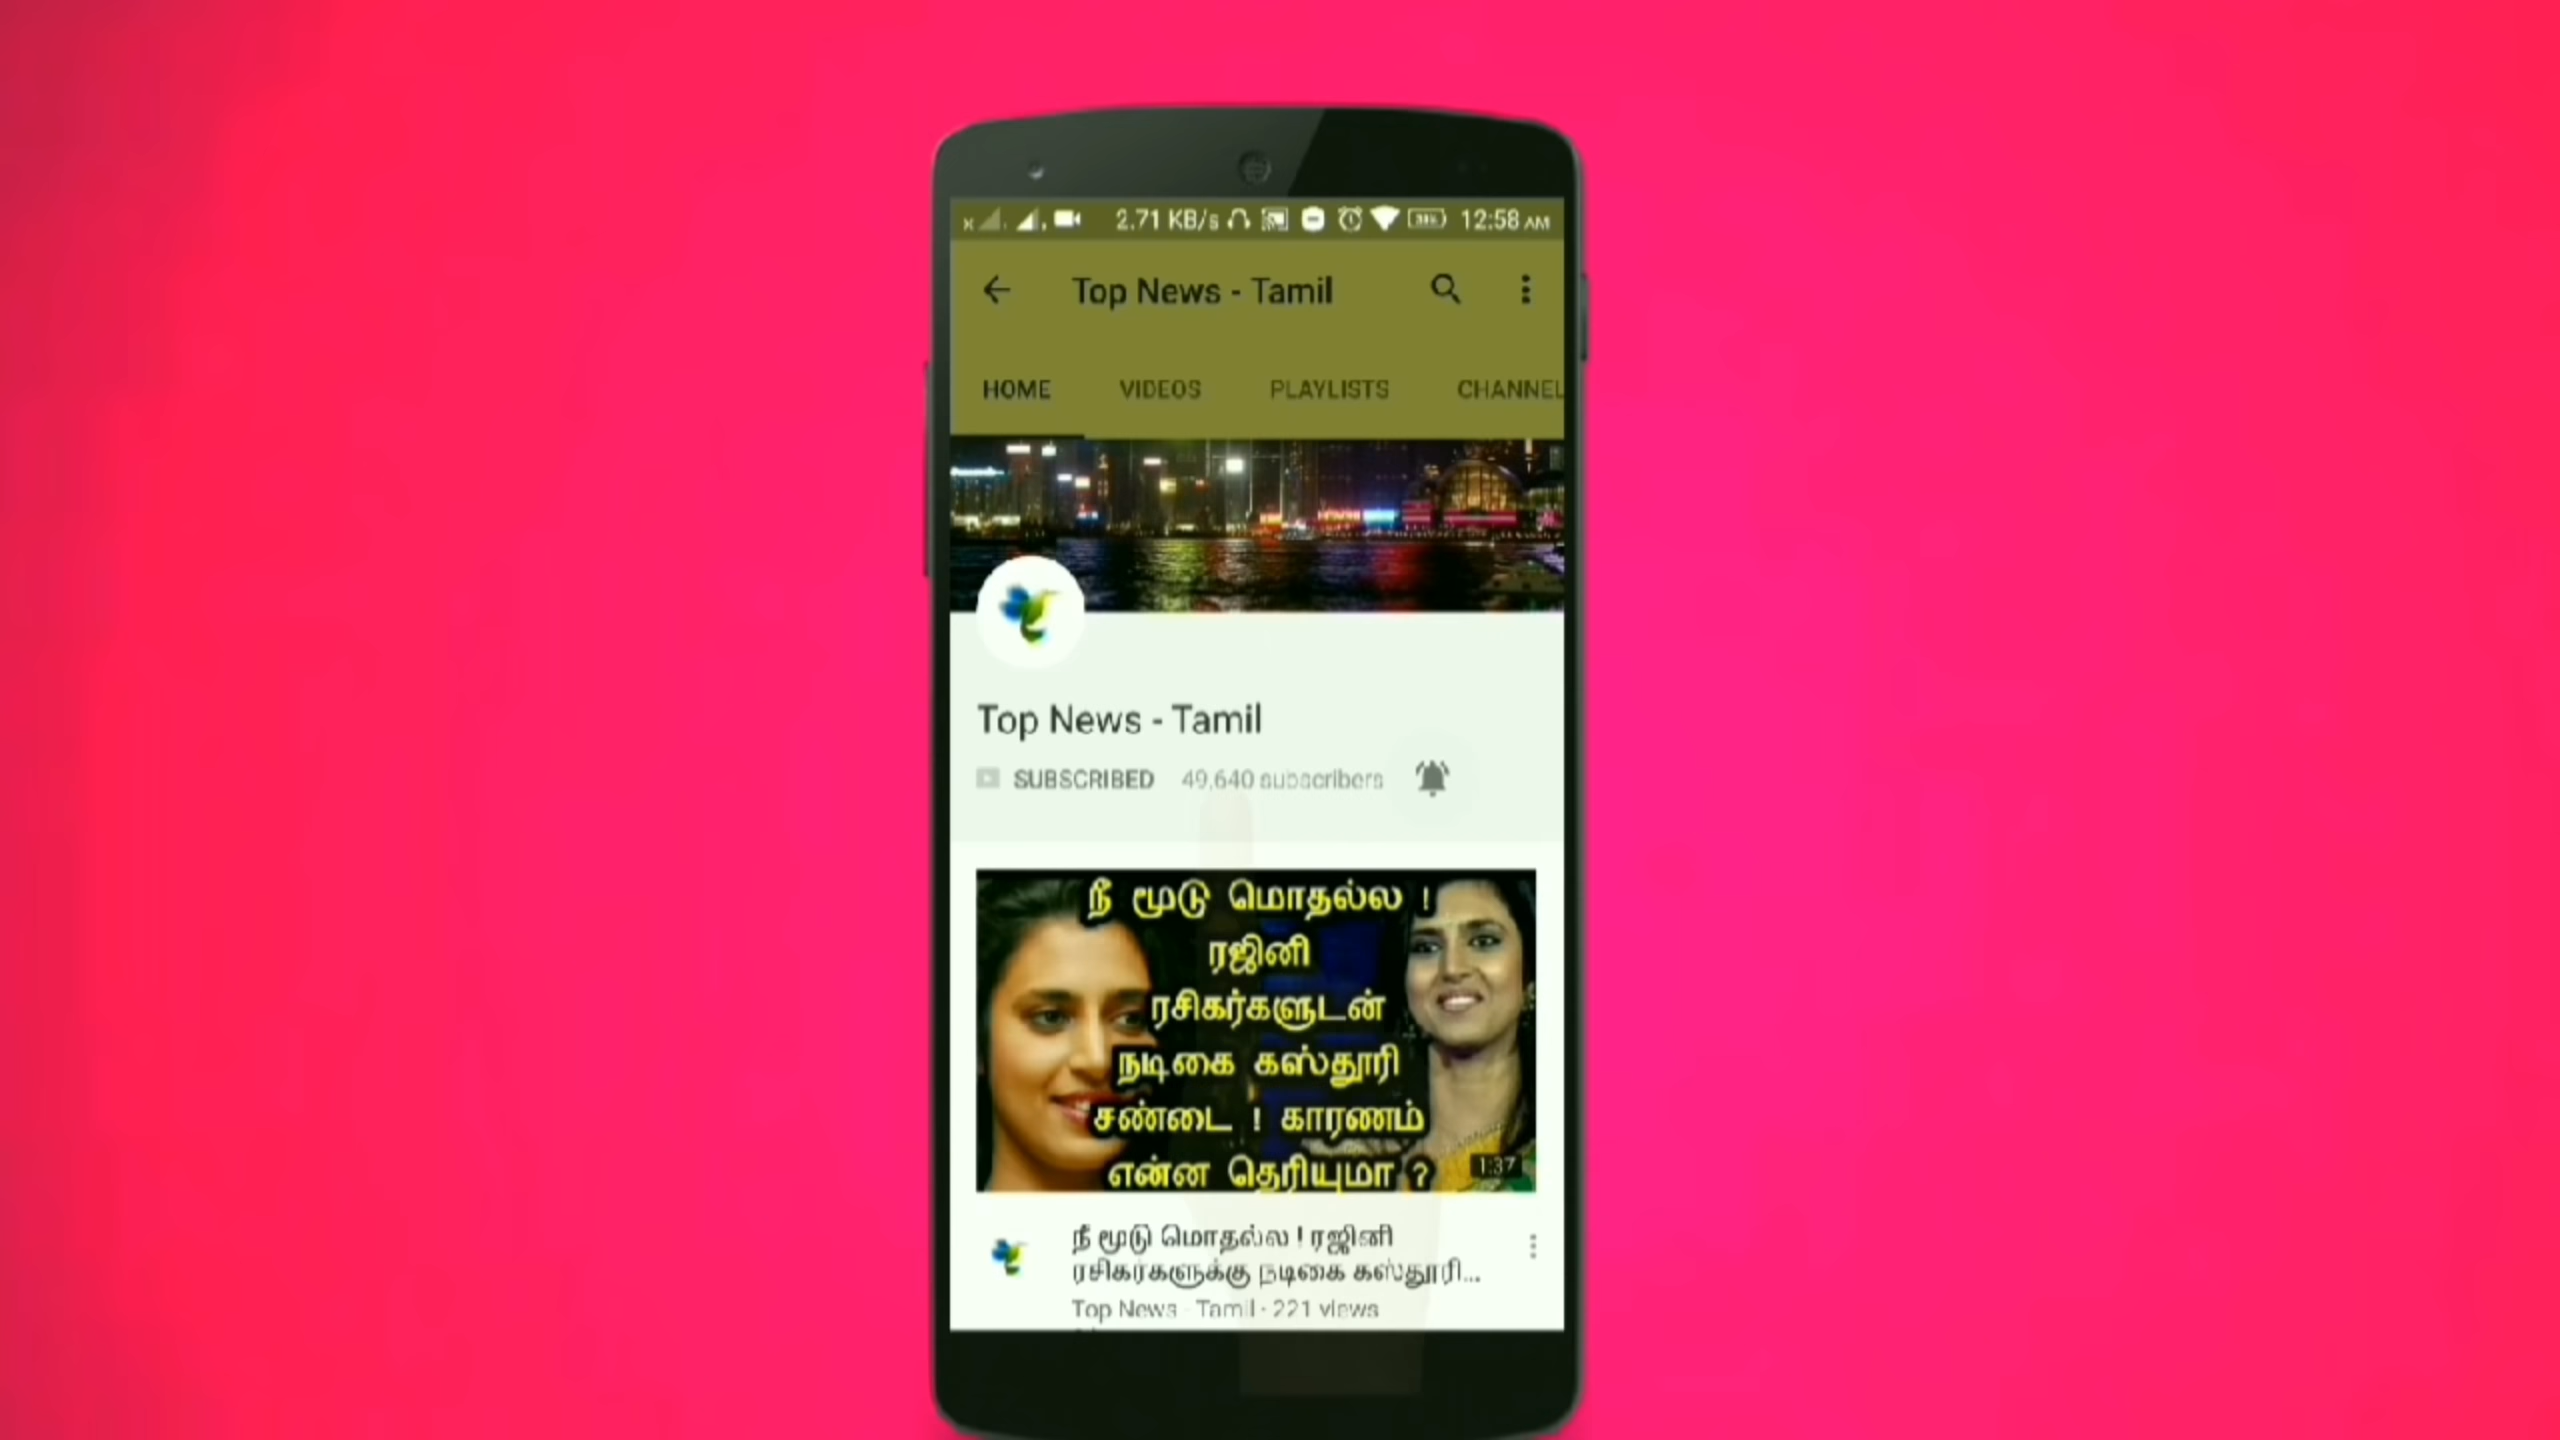 2.71 KB/s 12:58 AM
Top News - Tamil
HOME VIDEOS PLAYLISTS CHANNEL
Top News - Tamil
SUBSCRIBED 49,640 subscribers
நீ மூடு மொதல்ல !
ரஜினி
ரசிகர்களுடன்
நடிகை கஸ்தூரி
சண்டை ! காரணம்
என்ன தெரியுமா ?
1:37
நீ மூடு மொதல்ல ! ரஜினி
ரசிகர்களுக்கு நடிகை கஸ்தூரி...
Top News - Tamil · 221 views